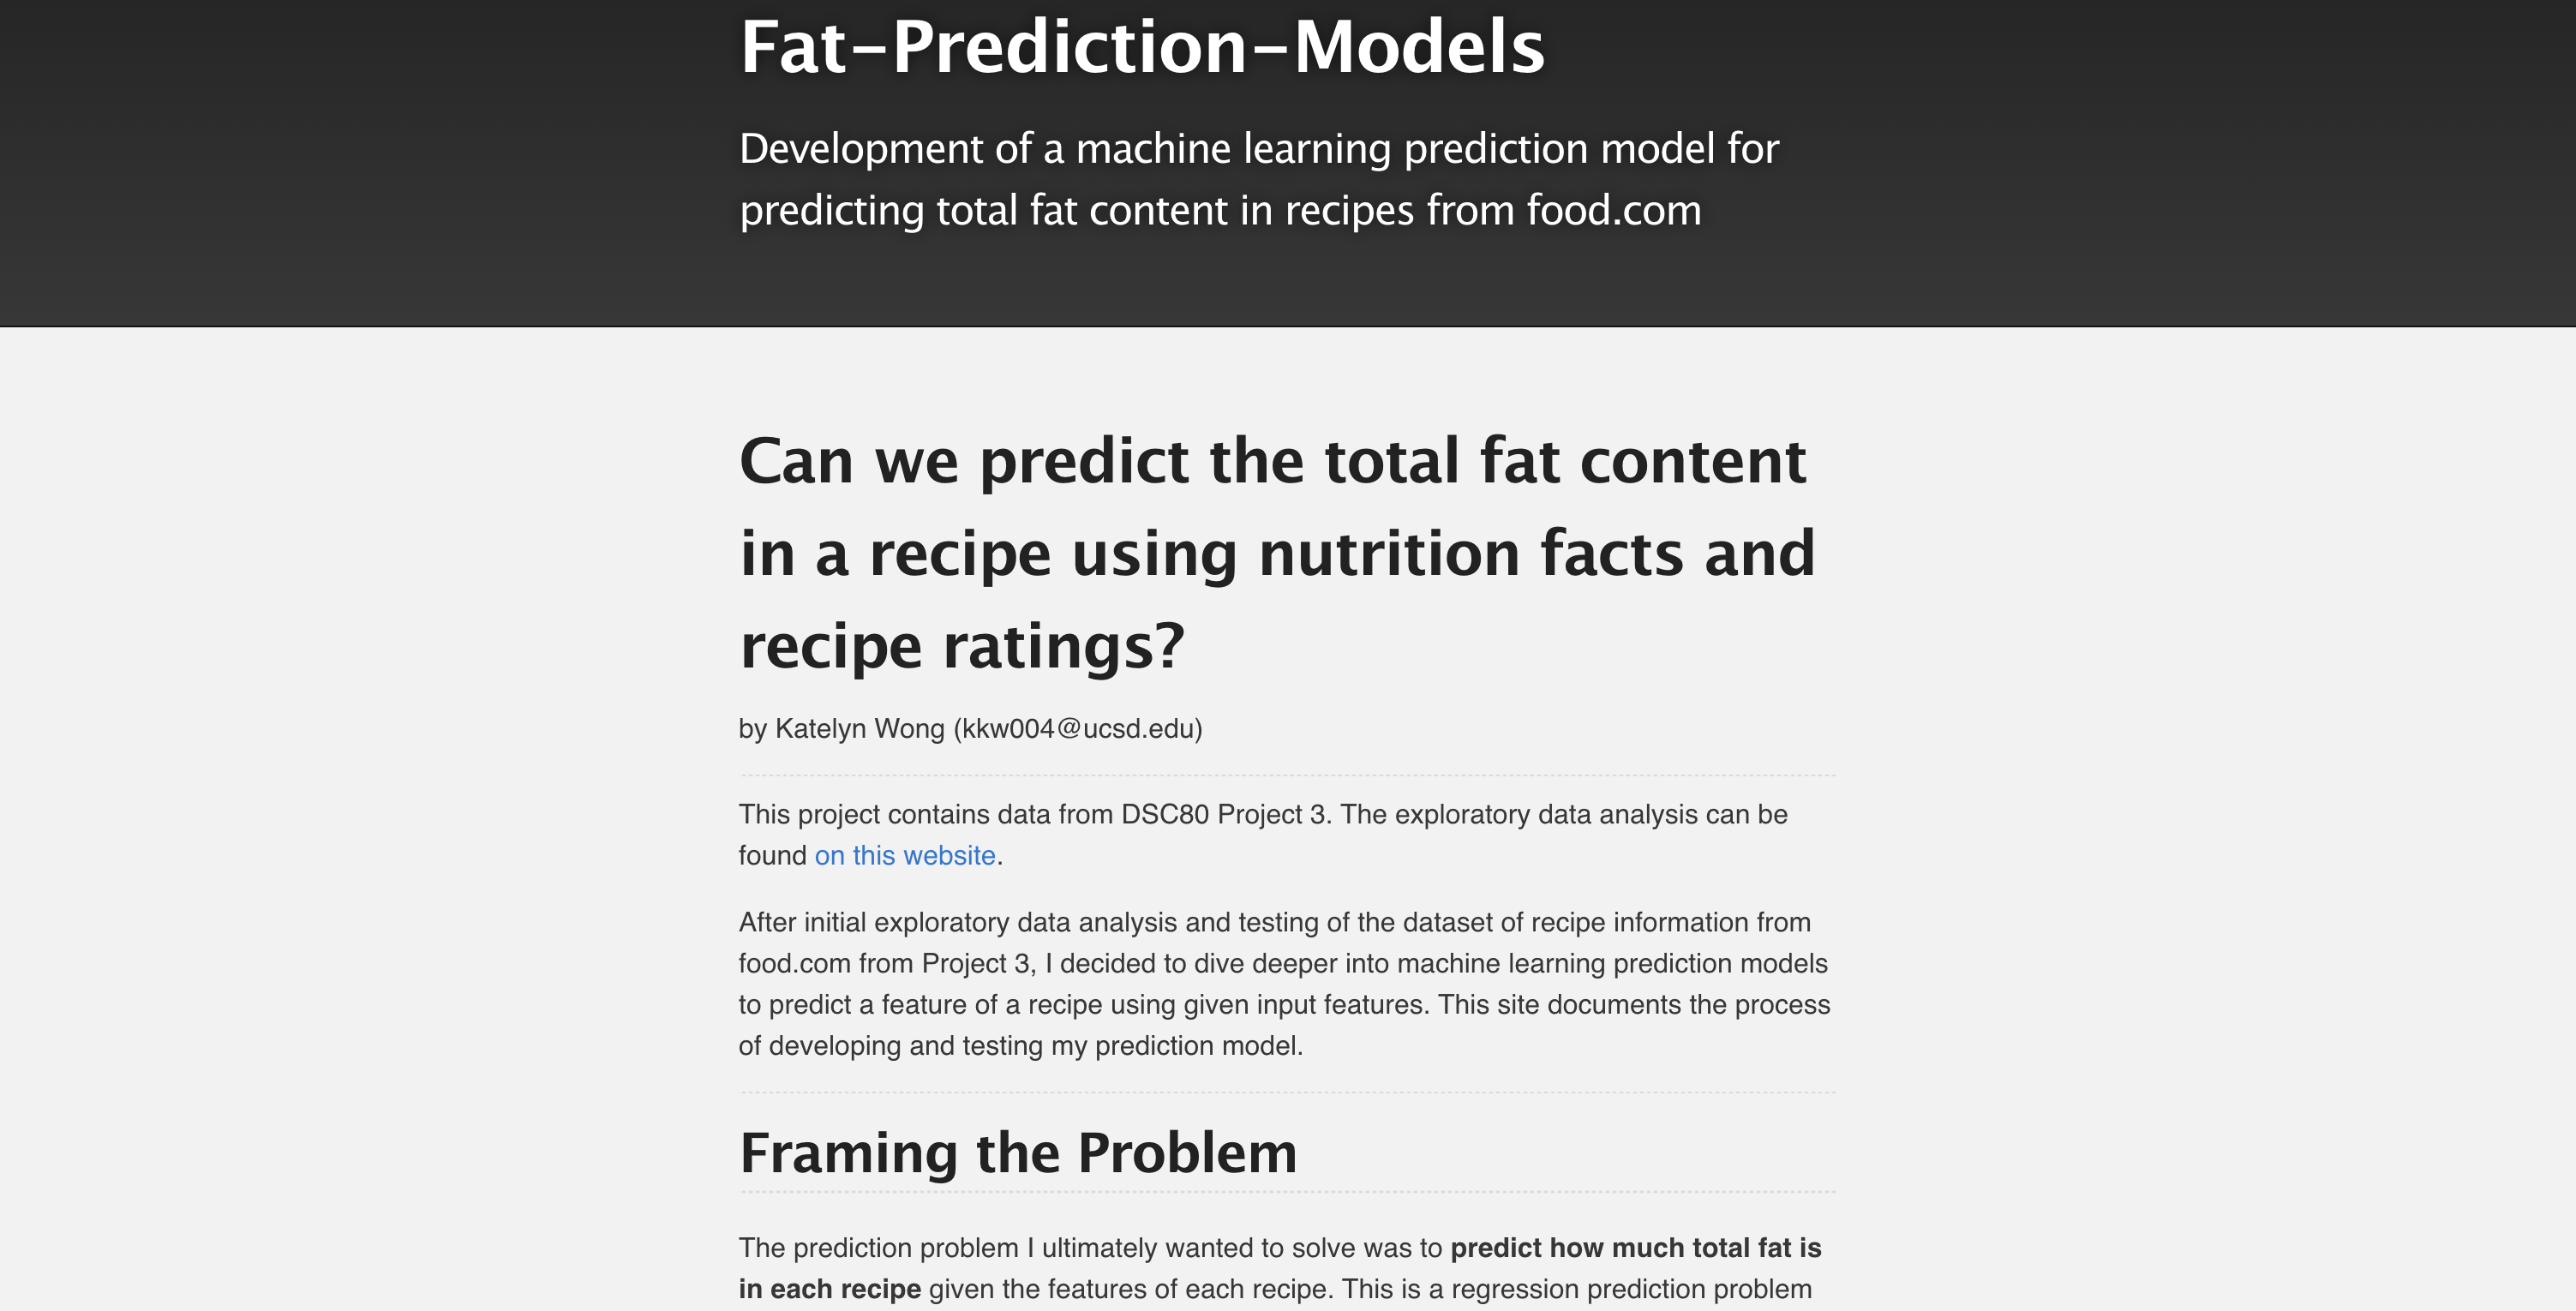 Fat-Prediction-Models
Development of a machine learning prediction model for
predicting total fat content in recipes from food.com
Can we predict the total fat content
in a recipe using nutrition facts and
recipe ratings?
by Katelyn Wong (kkw004@ucsd.edu)
This project contains data from DSC80 Project 3. The exploratory data analysis can be
found on this website.
After initial exploratory data analysis and testing of the dataset of recipe information from
food.com from Project 3, I decided to dive deeper into machine learning prediction models
to predict a feature of a recipe using given input features. This site documents the process
of developing and testing my prediction model.
Framing the Problem
The prediction problem I ultimately wanted to solve was to predict how much total fat is
in each recipe given the features of each recipe. This is a regression prediction problem